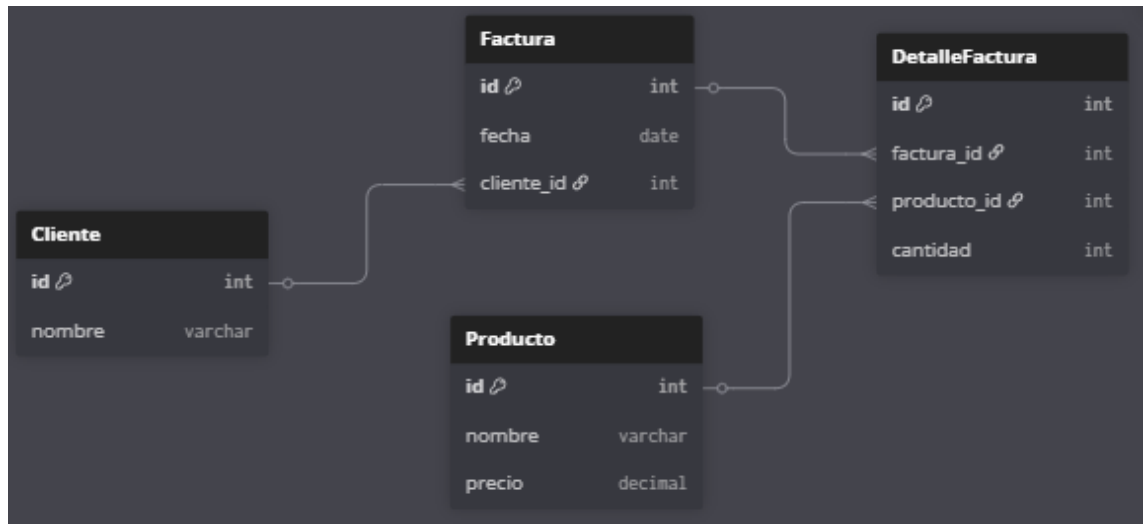 Factura
id int
fecha date
cliente_id int
DetalleFactura
id int
factura_id int
producto_id int
cantidad int
Cliente
id int
nombre varchar
Producto
id int
nombre varchar
precio decimal